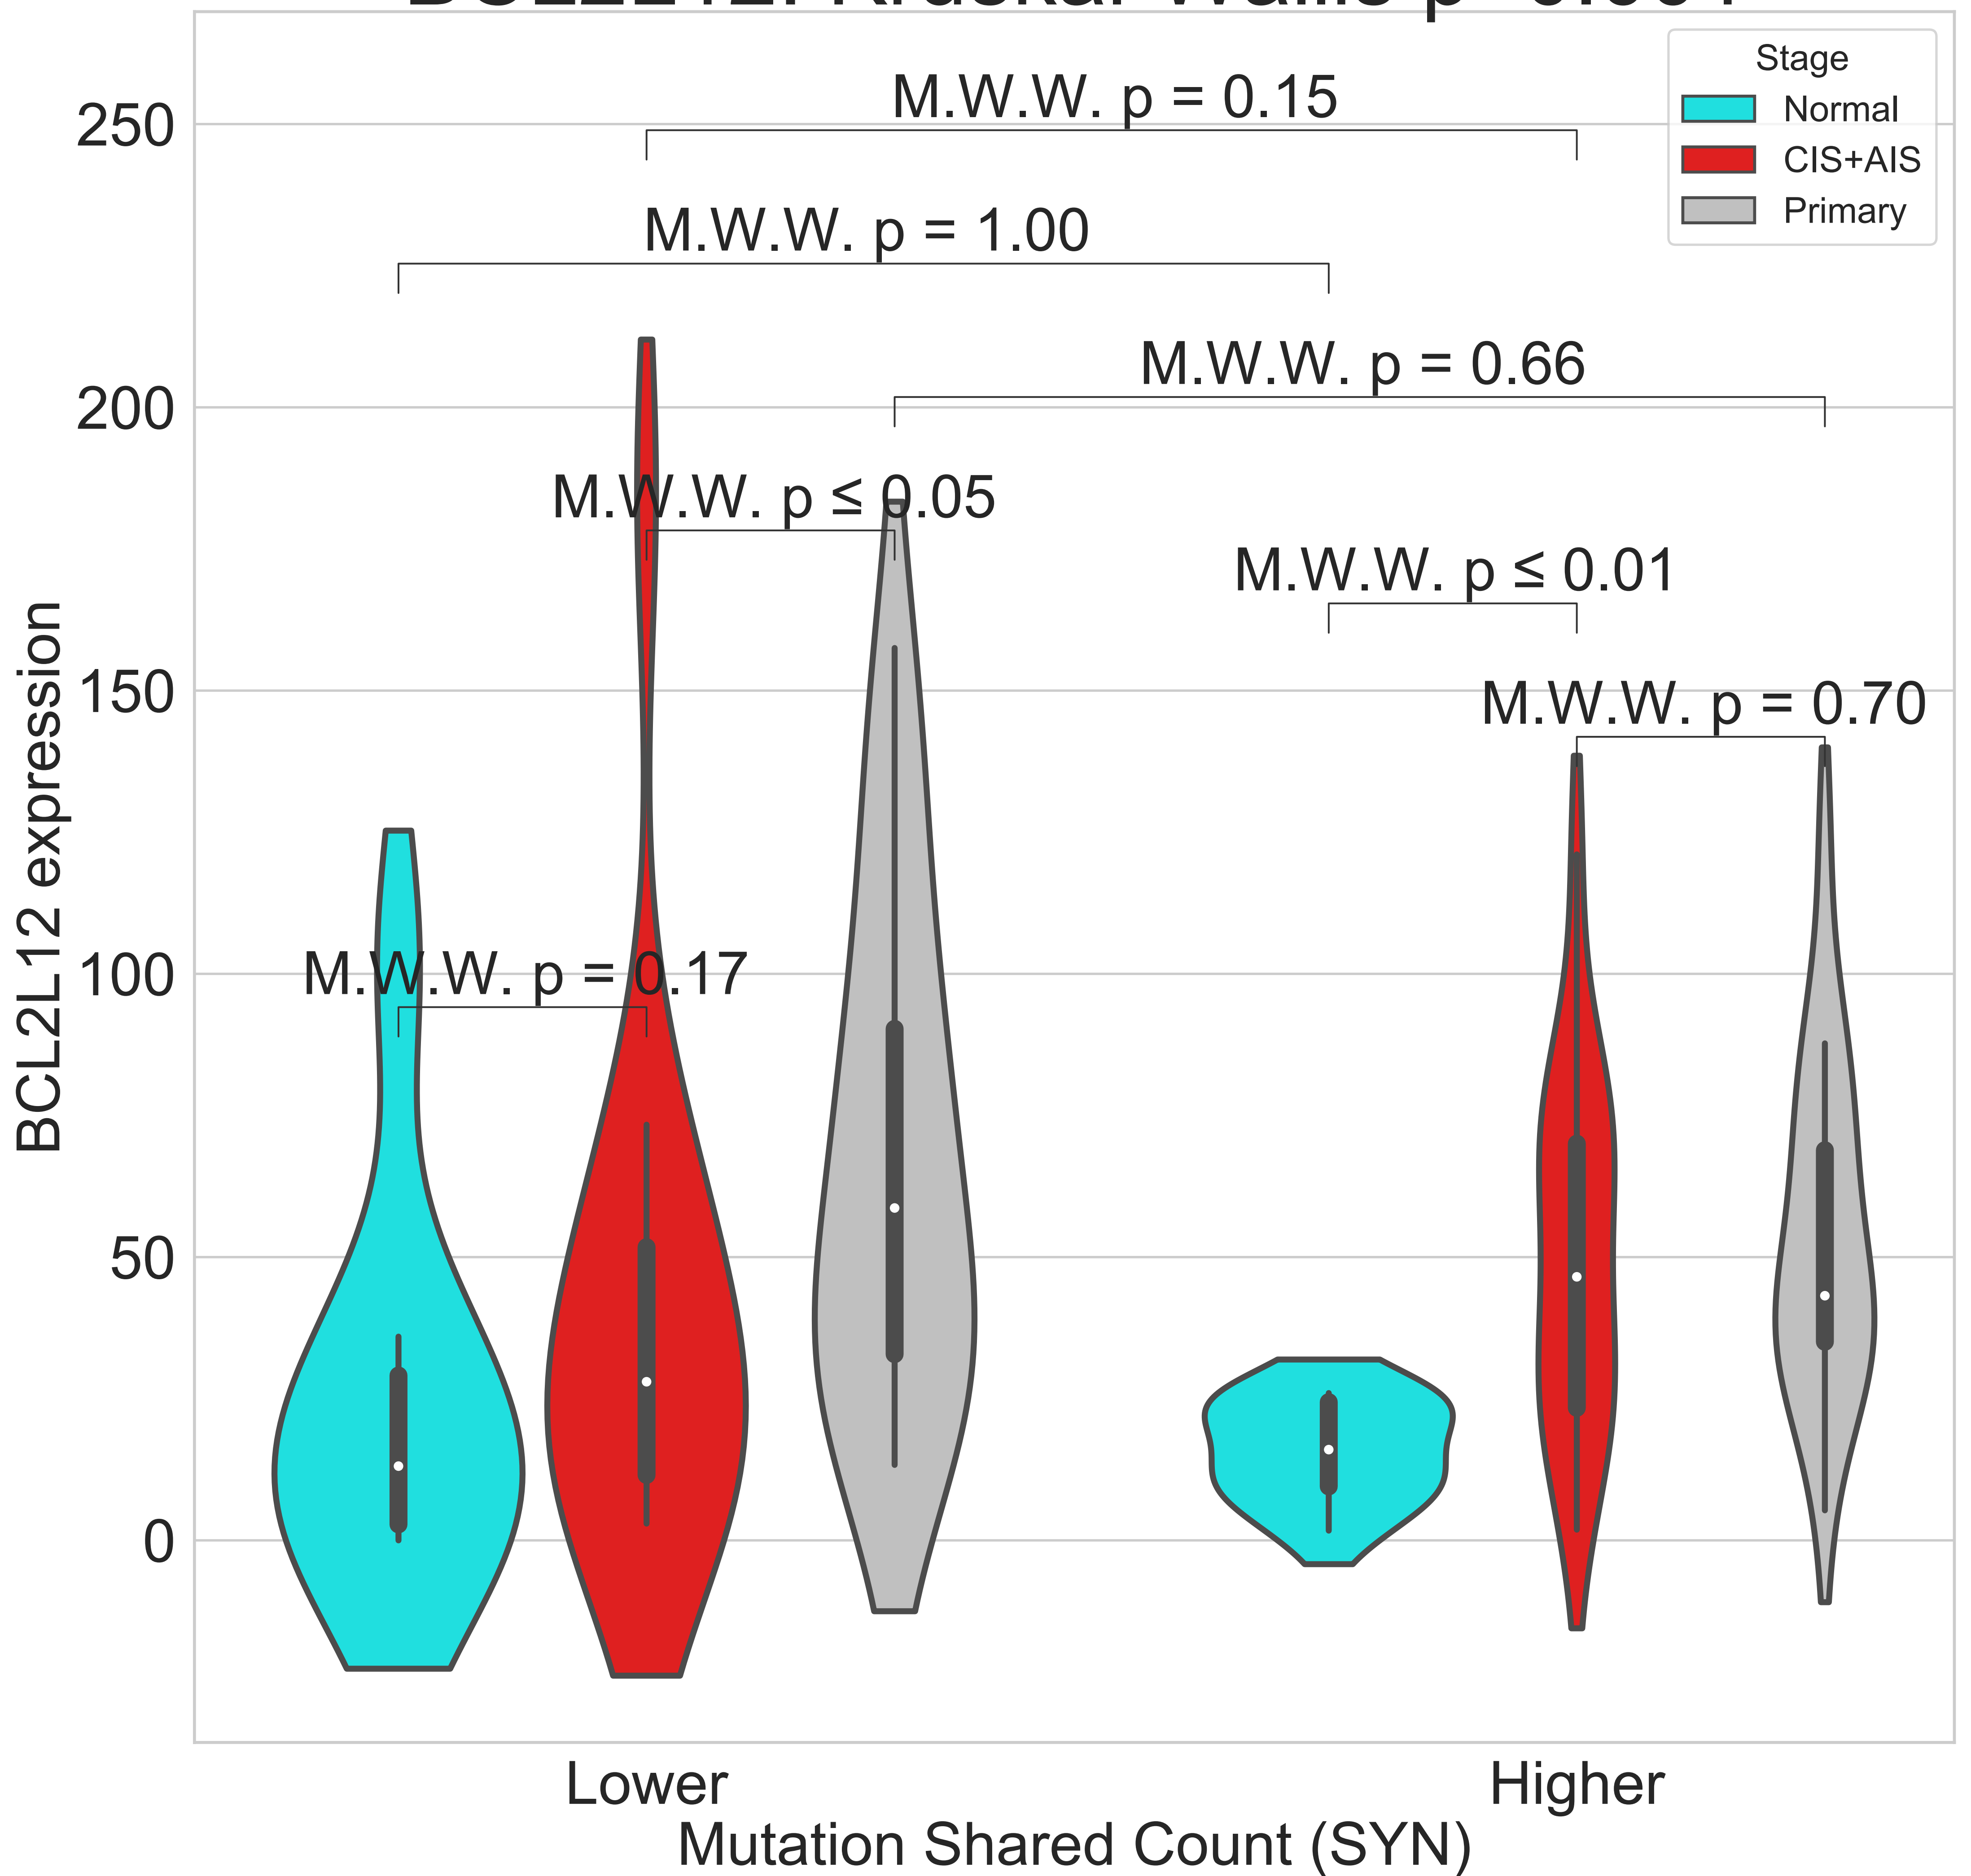 Stage
Normal
CIS+AIS
Primary
M.W.W. p = 0.15
M.W.W. p = 1.00
M.W.W. p = 0.66
M.W.W. p ≤ 0.05
M.W.W. p ≤ 0.01
M.W.W. p = 0.70
M.W.W. p = 0.17
250
200
150
100
50
0
BCL2L12 expression
Lower
Higher
Mutation Shared Count (SYN)